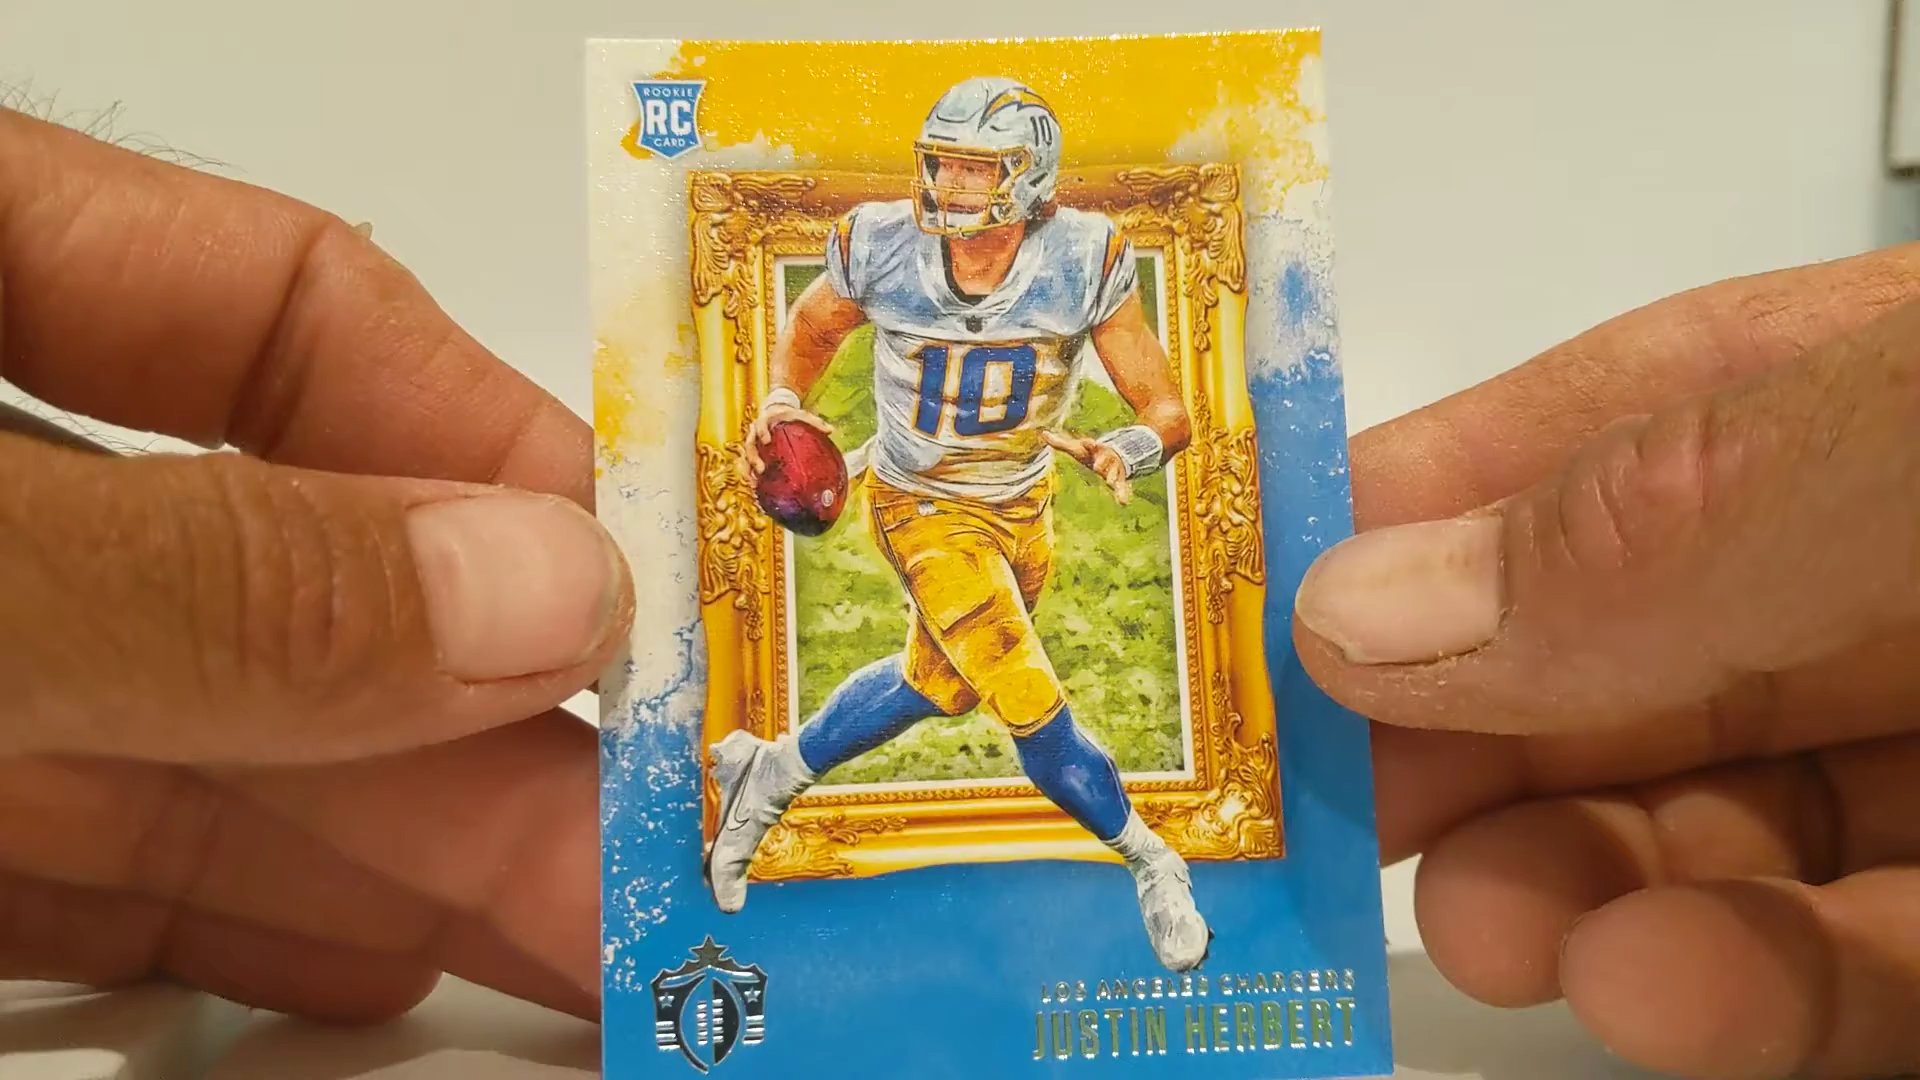 ROOKIE
RC
CARD
10
10
LOS ANGELES CHARGERS
JUSTIN HERBERT